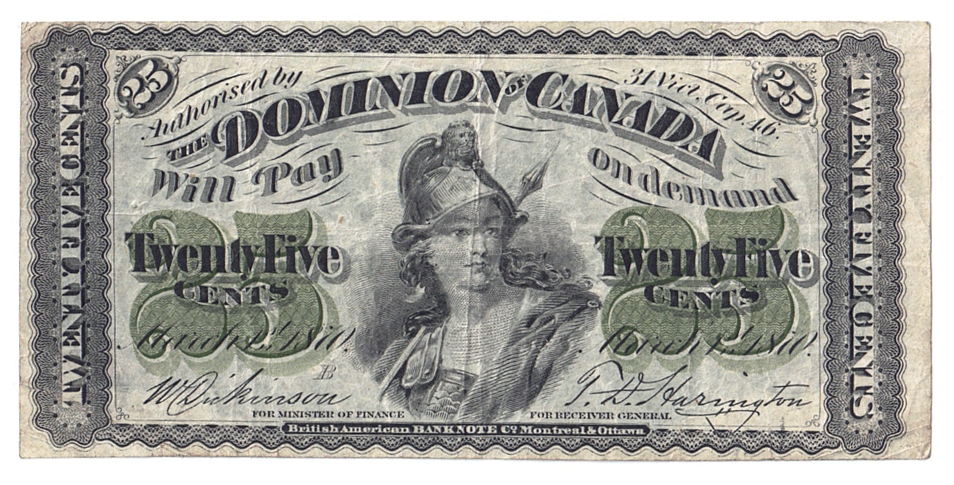 25
Authorised by
31 Vict. Cap. 46.
25
THE DOMINION OF CANADA
Will Pay
on demand
TWENTY FIVE CENTS
25
Twenty Five
CENTS
March 1st 1870.
25
Twenty Five
CENTS
March 1st 1870.
TWENTY FIVE CENTS
B
W Dickinson
FOR MINISTER OF FINANCE
T. D. Harington
FOR RECEIVER GENERAL
British American BANK NOTE Co Montreal & Ottawa